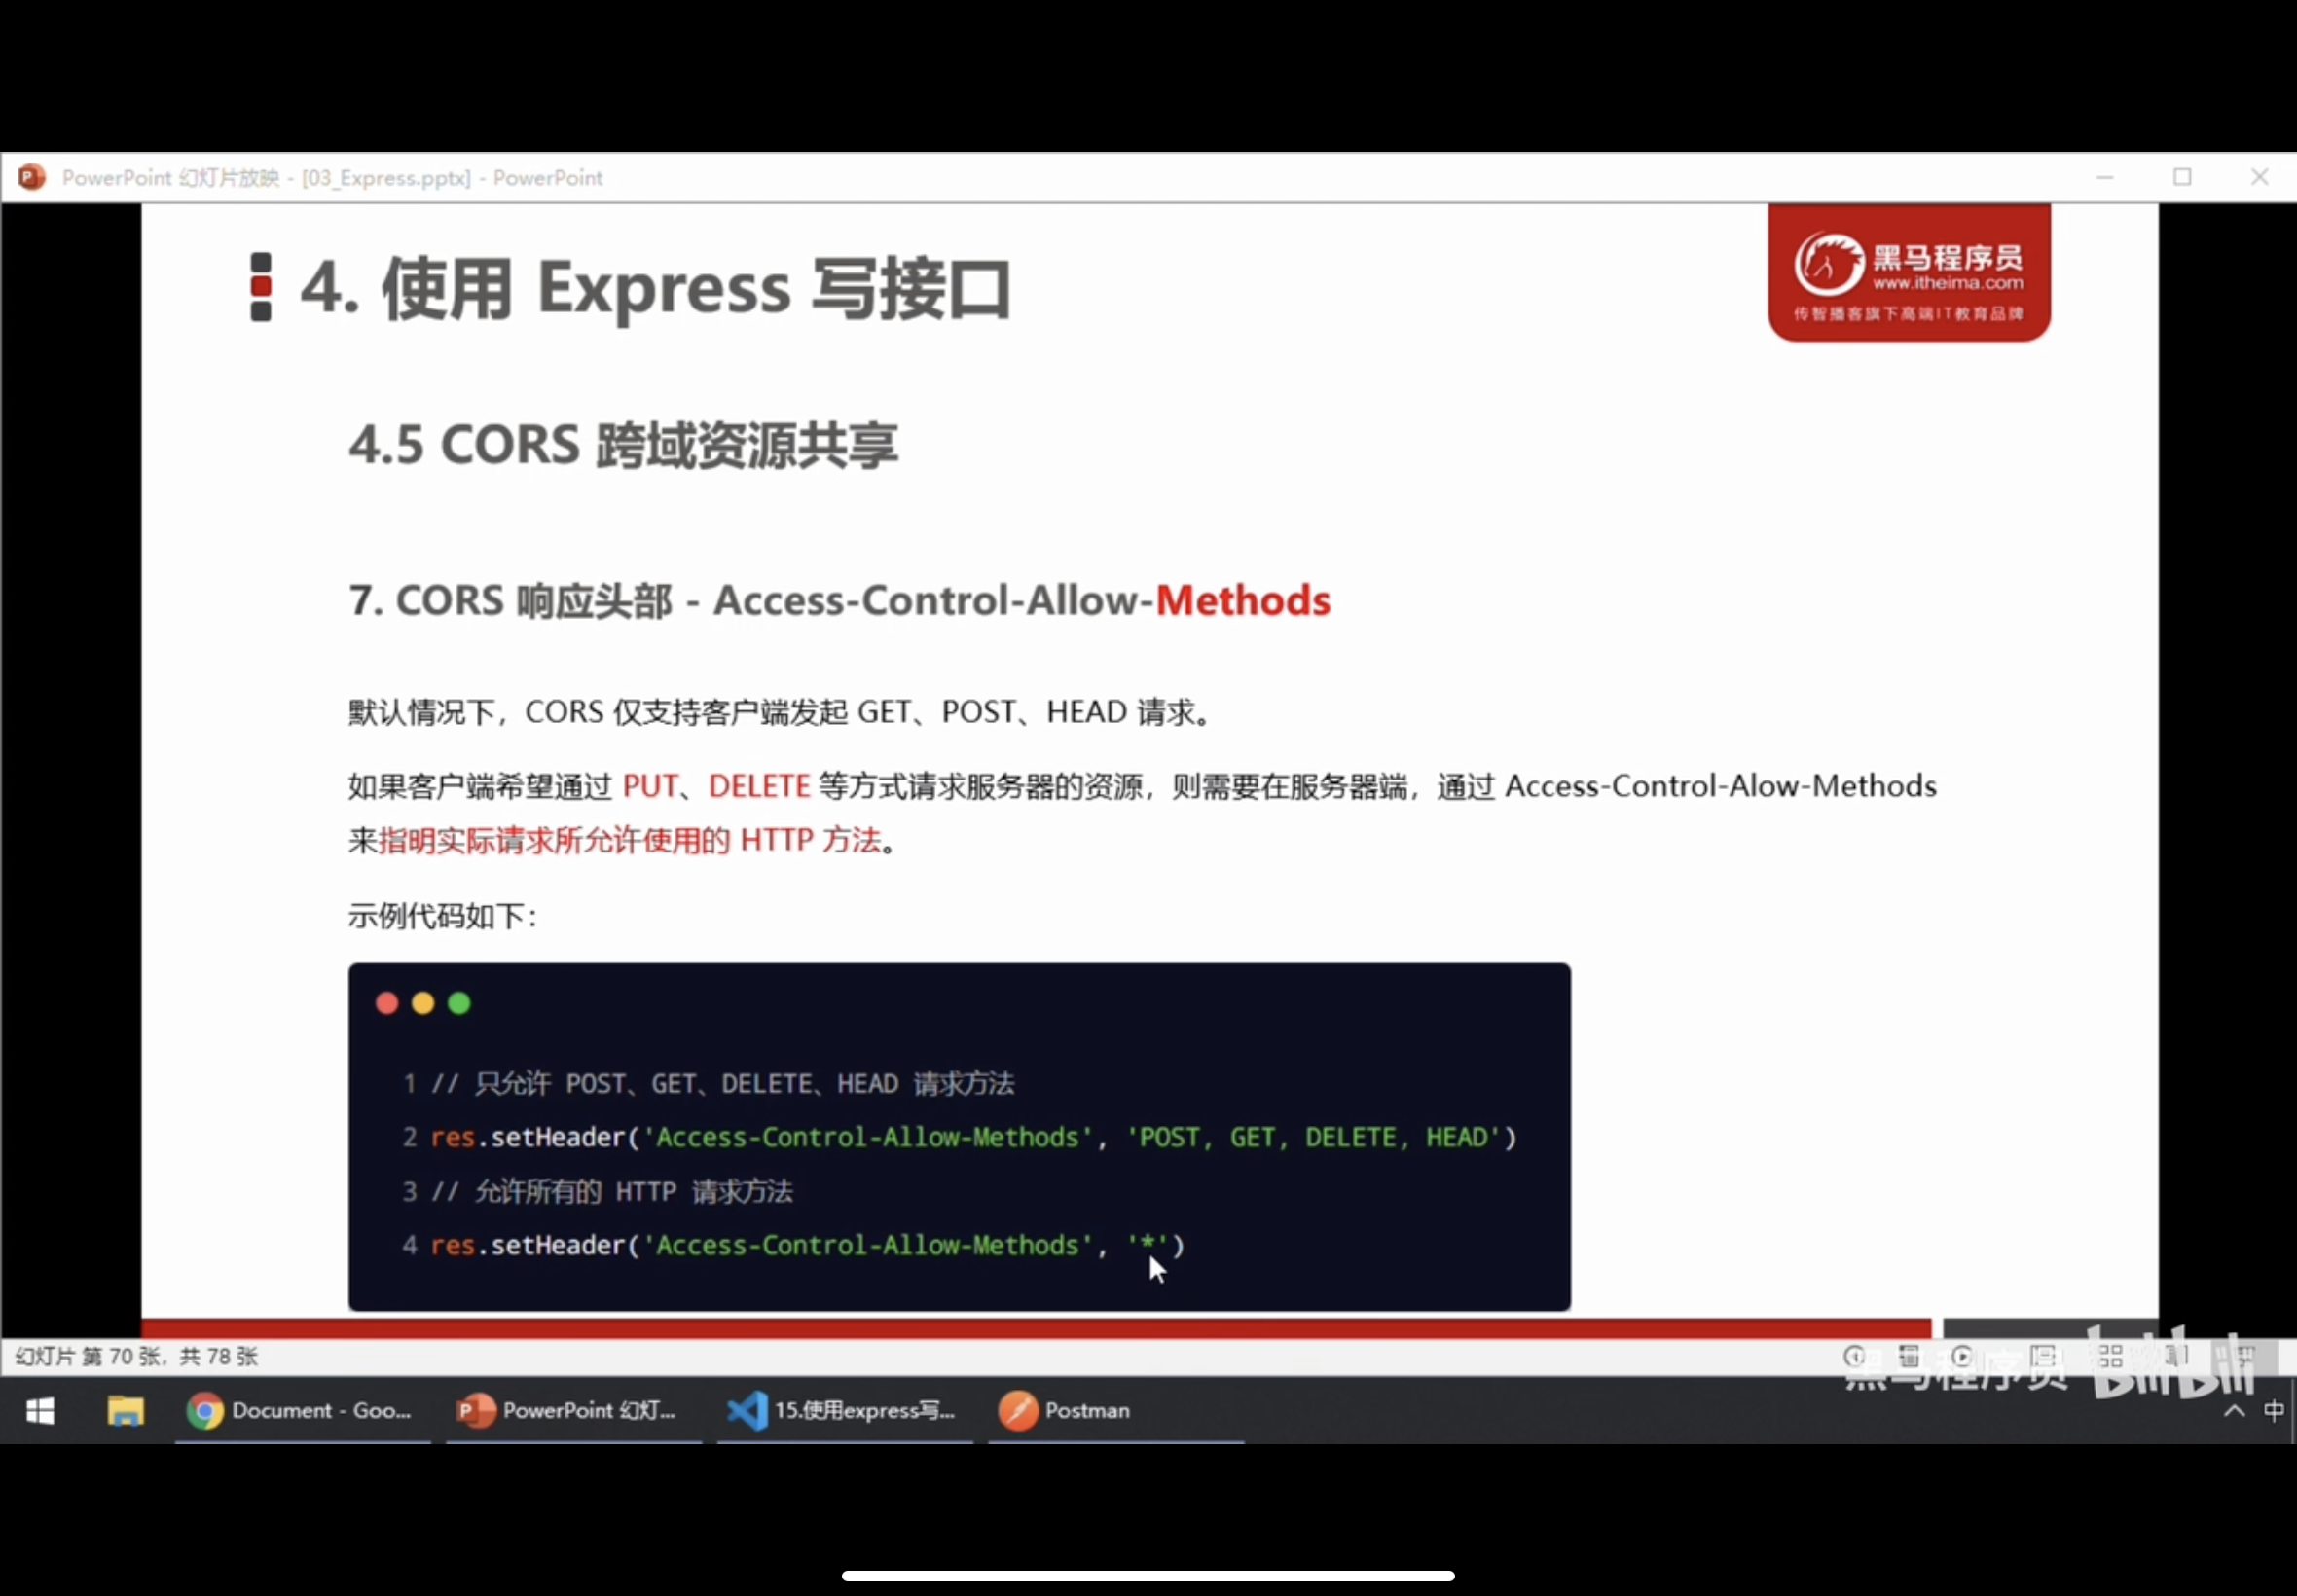 PowerPoint 幻灯片放映 - [03_Express.pptx] - PowerPoint
4. 使用 Express 写接口
黑马程序员
www.itheima.com
传智播客旗下高端IT教育品牌
4.5 CORS 跨域资源共享
7. CORS 响应头部 - Access-Control-Allow-Methods
默认情况下，CORS 仅支持客户端发起 GET、POST、HEAD 请求。
如果客户端希望通过 PUT、DELETE 等方式请求服务器的资源，则需要在服务器端，通过 Access-Control-Alow-Methods
来指明实际请求所允许使用的 HTTP 方法。
示例代码如下：
1 // 只允许 POST、GET、DELETE、HEAD 请求方法
2 res.setHeader('Access-Control-Allow-Methods', 'POST, GET, DELETE, HEAD')
3 // 允许所有的 HTTP 请求方法
4 res.setHeader('Access-Control-Allow-Methods', '*')
幻灯片 第 70 张，共 78 张
黑马程序员 bilibili
Document - Goo...
PowerPoint 幻灯...
15.使用express写...
Postman
中